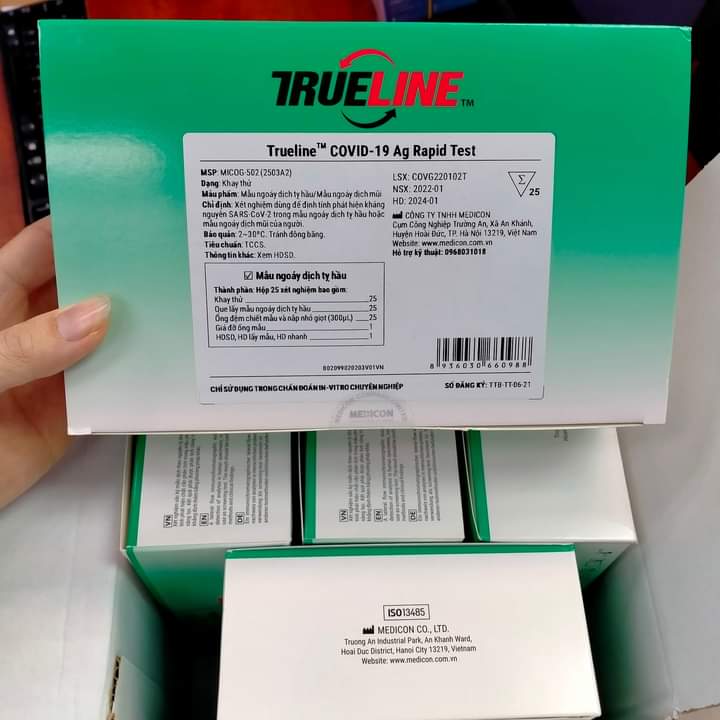 TRUELINE™
Trueline™ COVID-19 Ag Rapid Test
MSP: MICOG-502 (2503A2)
Dạng: Khay thử
Mẫu phẩm: Mẫu ngoáy dịch tỵ hầu/Mẫu ngoáy dịch mũi
Chỉ định: Xét nghiệm dùng để định tính phát hiện kháng
nguyên SARS-CoV-2 trong mẫu ngoáy dịch tỵ hầu hoặc
mẫu ngoáy dịch mũi của người.
Bảo quản: 2~30°C. Tránh đông băng.
Tiêu chuẩn: TCCS.
Thông tin khác: Xem HDSD.
LSX: COVG220102T
NSX: 2022-01
HD: 2024-01
Σ 25
CÔNG TY TNHH MEDICON
Cụm Công Nghiệp Trường An, Xã An Khánh,
Huyện Hoài Đức, TP. Hà Nội 13219, Việt Nam
Website: www.medicon.com.vn
Hỗ trợ kỹ thuật: 0968031018
☑ Mẫu ngoáy dịch tỵ hầu
Thành phần: Hộp 25 xét nghiệm bao gồm:
Khay thử 25
Que lấy mẫu ngoáy dịch tỵ hầu 25
Ống đệm chiết mẫu và nắp nhỏ giọt (300µL) 25
Giá đỡ ống mẫu 1
HDSD, HD lấy mẫu, HD nhanh 1
B02099020203V01VN
8 936030 660988
CHỈ SỬ DỤNG TRONG CHẨN ĐOÁN IN-VITRO CHUYÊN NGHIỆP
SỐ ĐĂNG KÝ: TTB-TT-06-21
MEDICON
VN
EN
DE
VN
EN
DE
ISO13485
MEDICON CO., LTD.
Truong An Industrial Park, An Khanh Ward,
Hoai Duc District, Hanoi City 13219, Vietnam
Website: www.medicon.com.vn